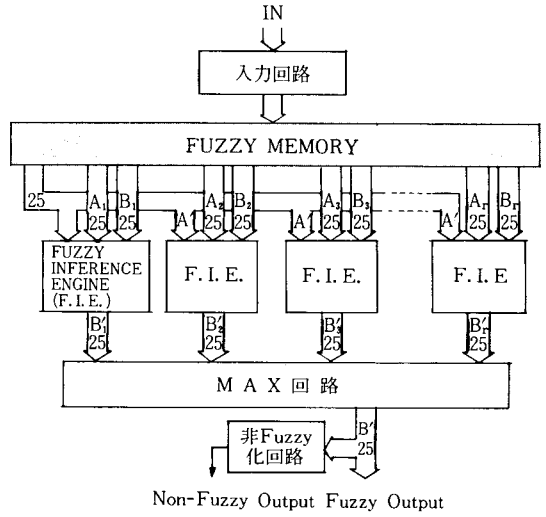 IN
入力回路
FUZZY MEMORY
25 A₁ 25 B₁ 25 A' A₂ 25 B₂ 25 A' A₃ 25 B₃ 25 A' Aᵣ 25 Bᵣ 25
FUZZY
INFERENCE
ENGINE
(F.I.E.)
F. I. E.
F. I. E.
F. I. E
B'₁ 25 B'₂ 25 B'₃ 25 B'ᵣ 25
MAX回路
B' 25
非Fuzzy
化回路
Non-Fuzzy Output Fuzzy Output